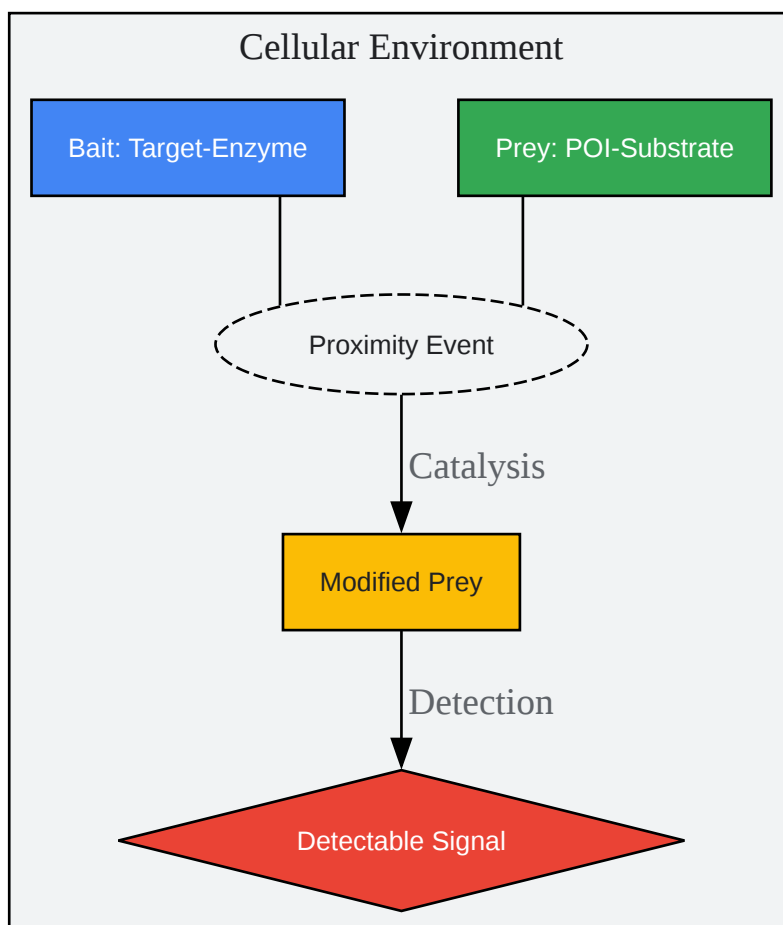 Cellular Environment
Bait: Target-Enzyme
Prey: POI-Substrate
Proximity Event
Catalysis
Modified Prey
Detection
Detectable Signal